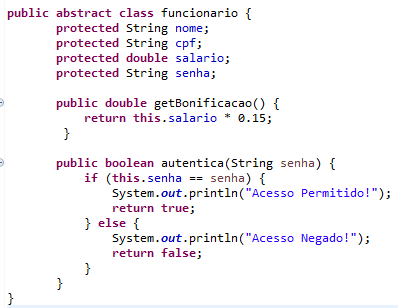 public abstract class funcionario {
protected String nome;
protected String cpf;
protected double salario;
protected String senha;
public double getBonificacao() {
return this.salario * 0.15;
}
public boolean autentica(String senha) {
if (this.senha == senha) {
System.out.println("Acesso Permitido!");
return true;
} else {
System.out.println("Acesso Negado!");
return false;
}
}
}